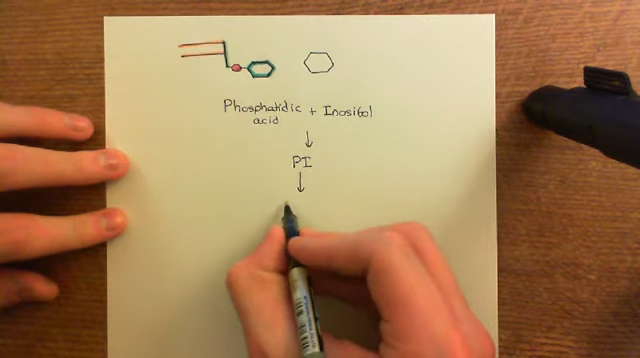 Phosphatidic + Inositol
acid
↓
PI
↓